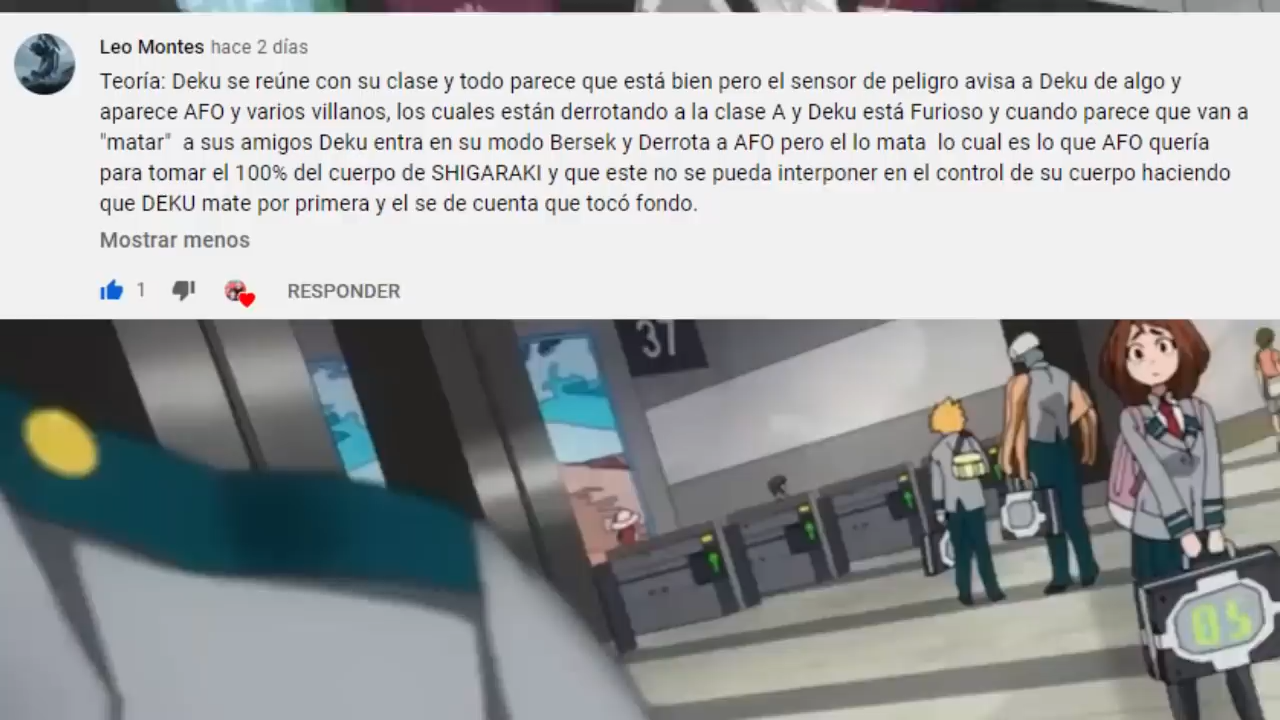 Leo Montes hace 2 días
Teoría: Deku se reúne con su clase y todo parece que está bien pero el sensor de peligro avisa a Deku de algo y
aparece AFO y varios villanos, los cuales están derrotando a la clase A y Deku está Furioso y cuando parece que van a
"matar"  a sus amigos Deku entra en su modo Bersek y Derrota a AFO pero el lo mata  lo cual es lo que AFO quería
para tomar el 100% del cuerpo de SHIGARAKI y que este no se pueda interponer en el control de su cuerpo haciendo
que DEKU mate por primera y el se de cuenta que tocó fondo.
Mostrar menos
1 RESPONDER
37
05